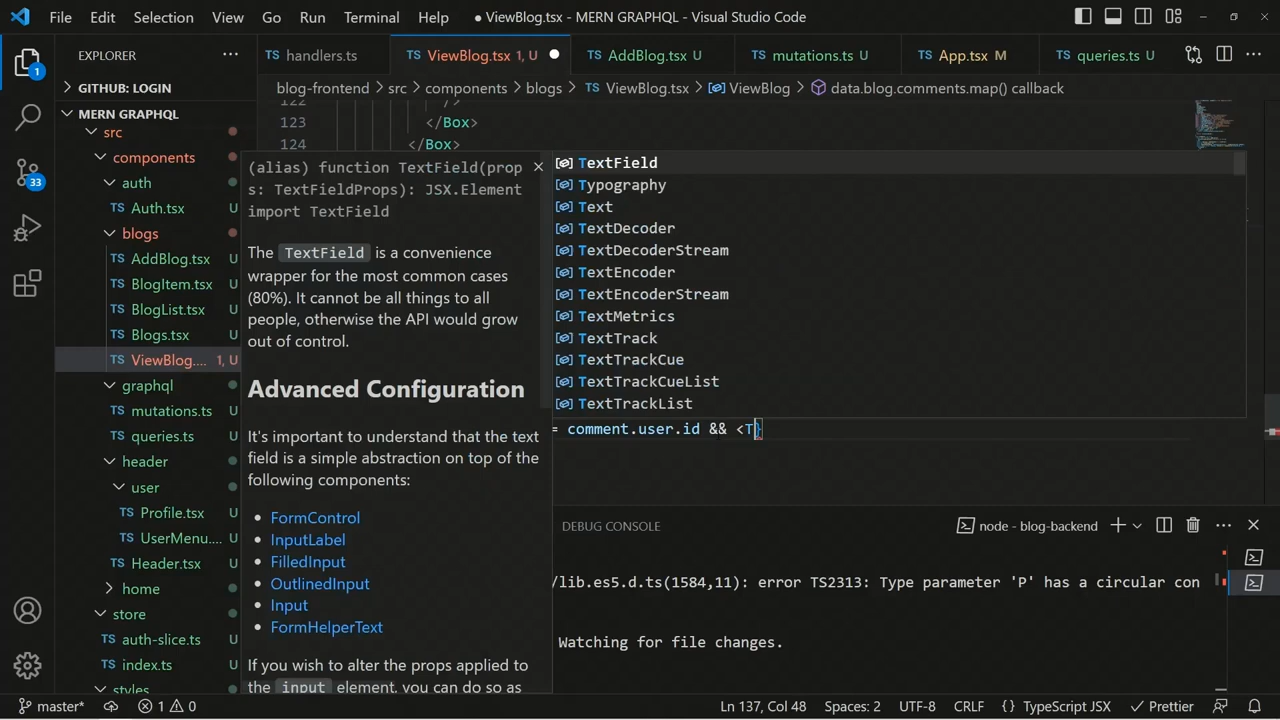 File Edit Selection View Go Run Terminal Help
● ViewBlog.tsx - MERN GRAPHQL - Visual Studio Code
EXPLORER
handlers.ts
ViewBlog.tsx 1, U
TS AddBlog.tsx U
TS mutations.ts U
TS App.tsx M
TS queries.ts U
blog-frontend > src > components > blogs > TS ViewBlog.tsx > ViewBlog > data.blog.comments.map() callback
1
GITHUB: LOGIN
MERN GRAPHQL
src
components
auth
TS Auth.tsx U
blogs
TS AddBlog.tsx U
TS BlogItem.tsx U
TS BlogList.tsx U
TS Blogs.tsx U
TS ViewBlog.... 1, U
graphql
TS mutations.ts U
TS queries.ts U
header
user
TS Profile.tsx U
TS UserMenu.... U
TS Header.tsx U
home
store
TS auth-slice.ts U
TS index.ts U
styles
33
122 />
123 </Box>
124 </Box>
(alias) function TextField(prop
s: TextFieldProps): JSX.Element
import TextField
The TextField is a convenience
wrapper for the most common cases
(80%). It cannot be all things to all
people, otherwise the API would grow
out of control.
Advanced Configuration
It's important to understand that the text
field is a simple abstraction on top of the
following components:
• FormControl
• InputLabel
• FilledInput
• OutlinedInput
• Input
• FormHelperText
If you wish to alter the props applied to
the input element, you can do so as
TextField
Typography
Text
TextDecoder
TextDecoderStream
TextEncoder
TextEncoderStream
TextMetrics
TextTrack
TextTrackCue
TextTrackCueList
TextTrackList
= comment.user.id && <T}
DEBUG CONSOLE
node - blog-backend
/lib.es5.d.ts(1584,11): error TS2313: Type parameter 'P' has a circular con
Watching for file changes.
master* 1 0 Ln 137, Col 48 Spaces: 2 UTF-8 CRLF {} TypeScript JSX Prettier